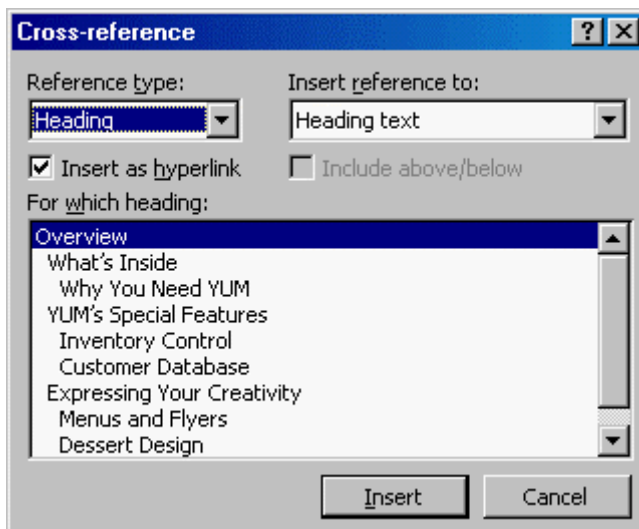 Cross-reference
Reference type: Insert reference to:
Heading Heading text
Insert as hyperlink Include above/below
For which heading:
Overview
What's Inside
Why You Need YUM
YUM's Special Features
Inventory Control
Customer Database
Expressing Your Creativity
Menus and Flyers
Dessert Design
Insert Cancel